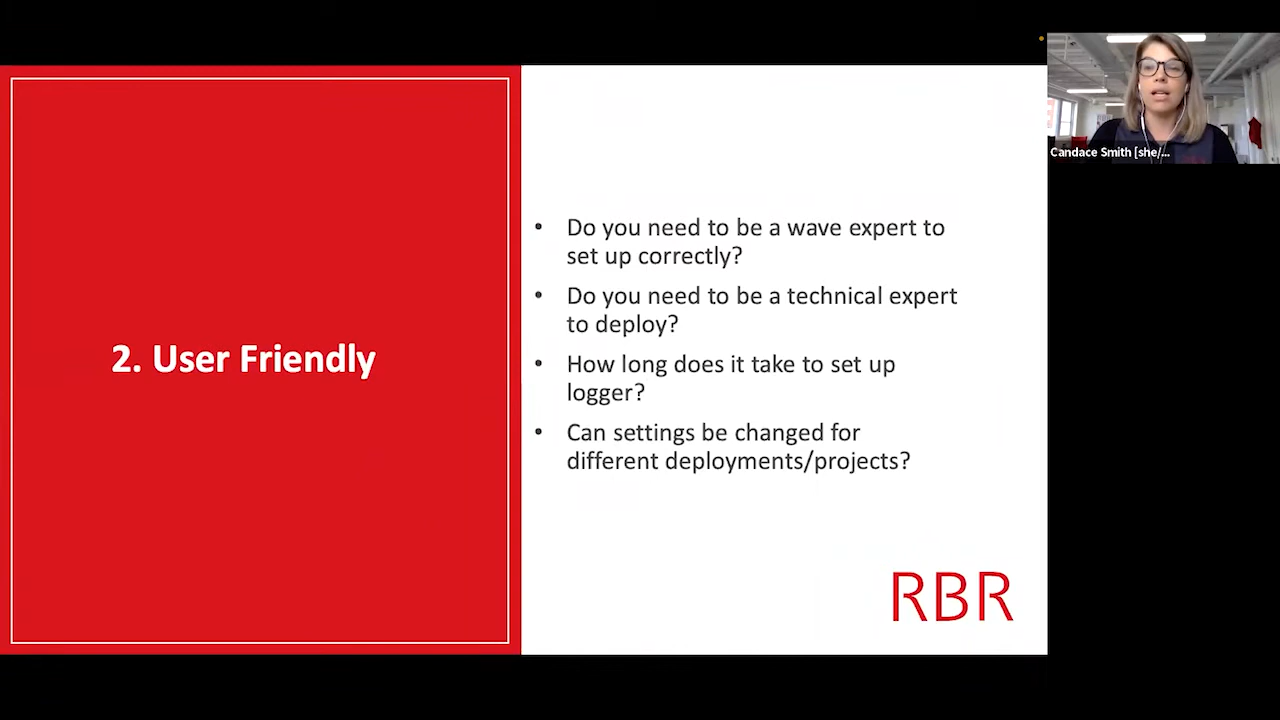 Candace Smith [she/...
2. User Friendly
• Do you need to be a wave expert to
set up correctly?
• Do you need to be a technical expert
to deploy?
• How long does it take to set up
logger?
• Can settings be changed for
different deployments/projects?
RBR